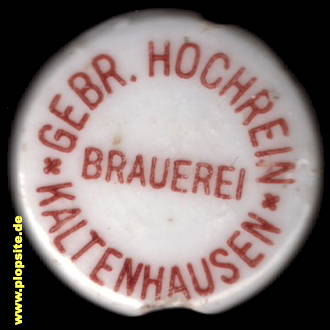 * GEBR. HOCHREIN *
BRAUEREI
KALTENHAUSEN
www.plopsite.de